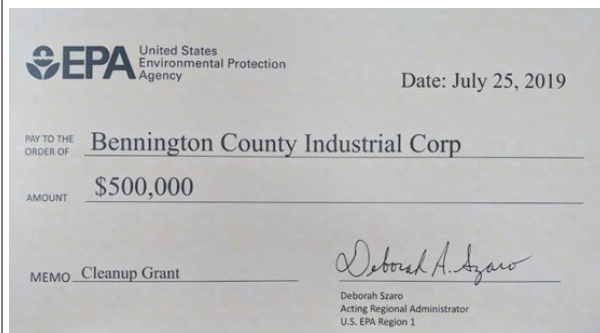 EPA
United States
Environmental Protection
Agency
Date: July 25, 2019
PAY TO THE
ORDER OF
Bennington County Industrial Corp
AMOUNT
$500,000
MEMO Cleanup Grant
Deborah A. Szaro
Deborah Szaro
Acting Regional Administrator
U.S. EPA Region 1